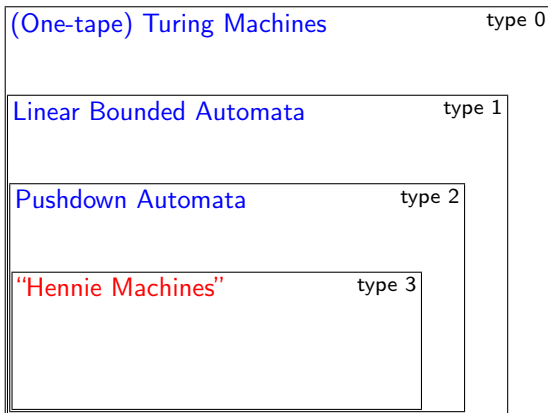 (One-tape) Turing Machines type 0
Linear Bounded Automata type 1
Pushdown Automata type 2
“Hennie Machines” type 3